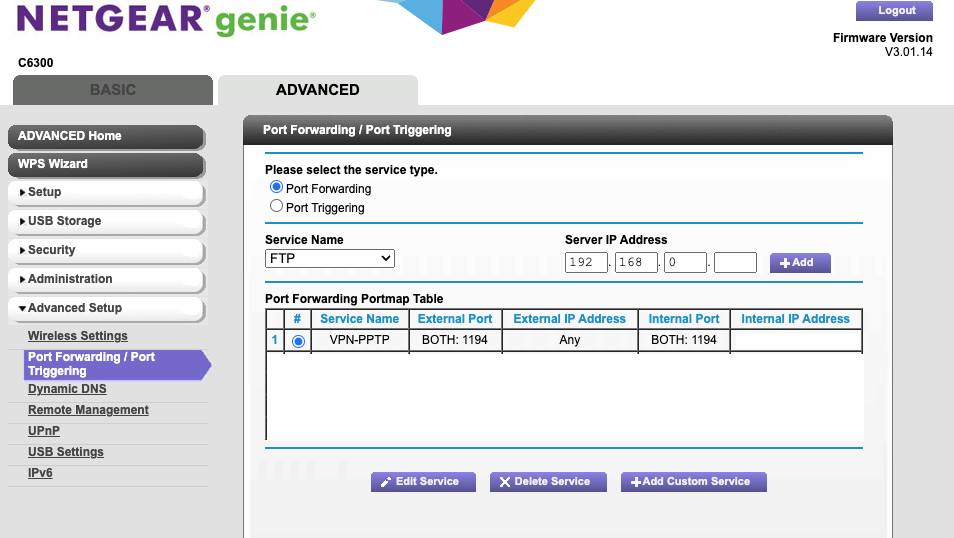 NETGEAR® genie®
Logout
Firmware Version
V3.01.14
C6300
BASIC
ADVANCED
ADVANCED Home
WPS Wizard
Setup
USB Storage
Security
Administration
Advanced Setup
Wireless Settings
Port Forwarding / Port
Triggering
Dynamic DNS
Remote Management
UPnP
USB Settings
IPv6
Port Forwarding / Port Triggering
Please select the service type.
Port Forwarding
Port Triggering
Service Name
Server IP Address
FTP
192 . 168 . 0 .
Add
Port Forwarding Portmap Table
# Service Name External Port External IP Address Internal Port Internal IP Address
1 VPN-PPTP BOTH: 1194 Any BOTH: 1194
Edit Service
Delete Service
Add Custom Service